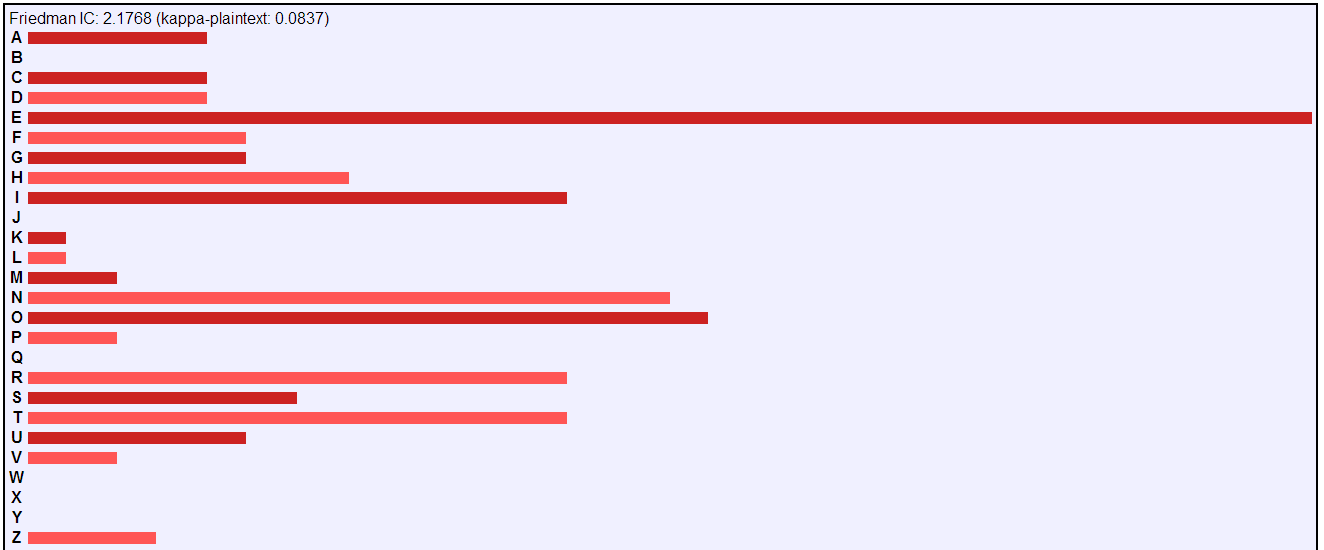 Friedman IC: 2.1768 (kappa-plaintext: 0.0837)
A
B
C
D
E
F
G
H
I
J
K
L
M
N
O
P
Q
R
S
T
U
V
W
X
Y
Z